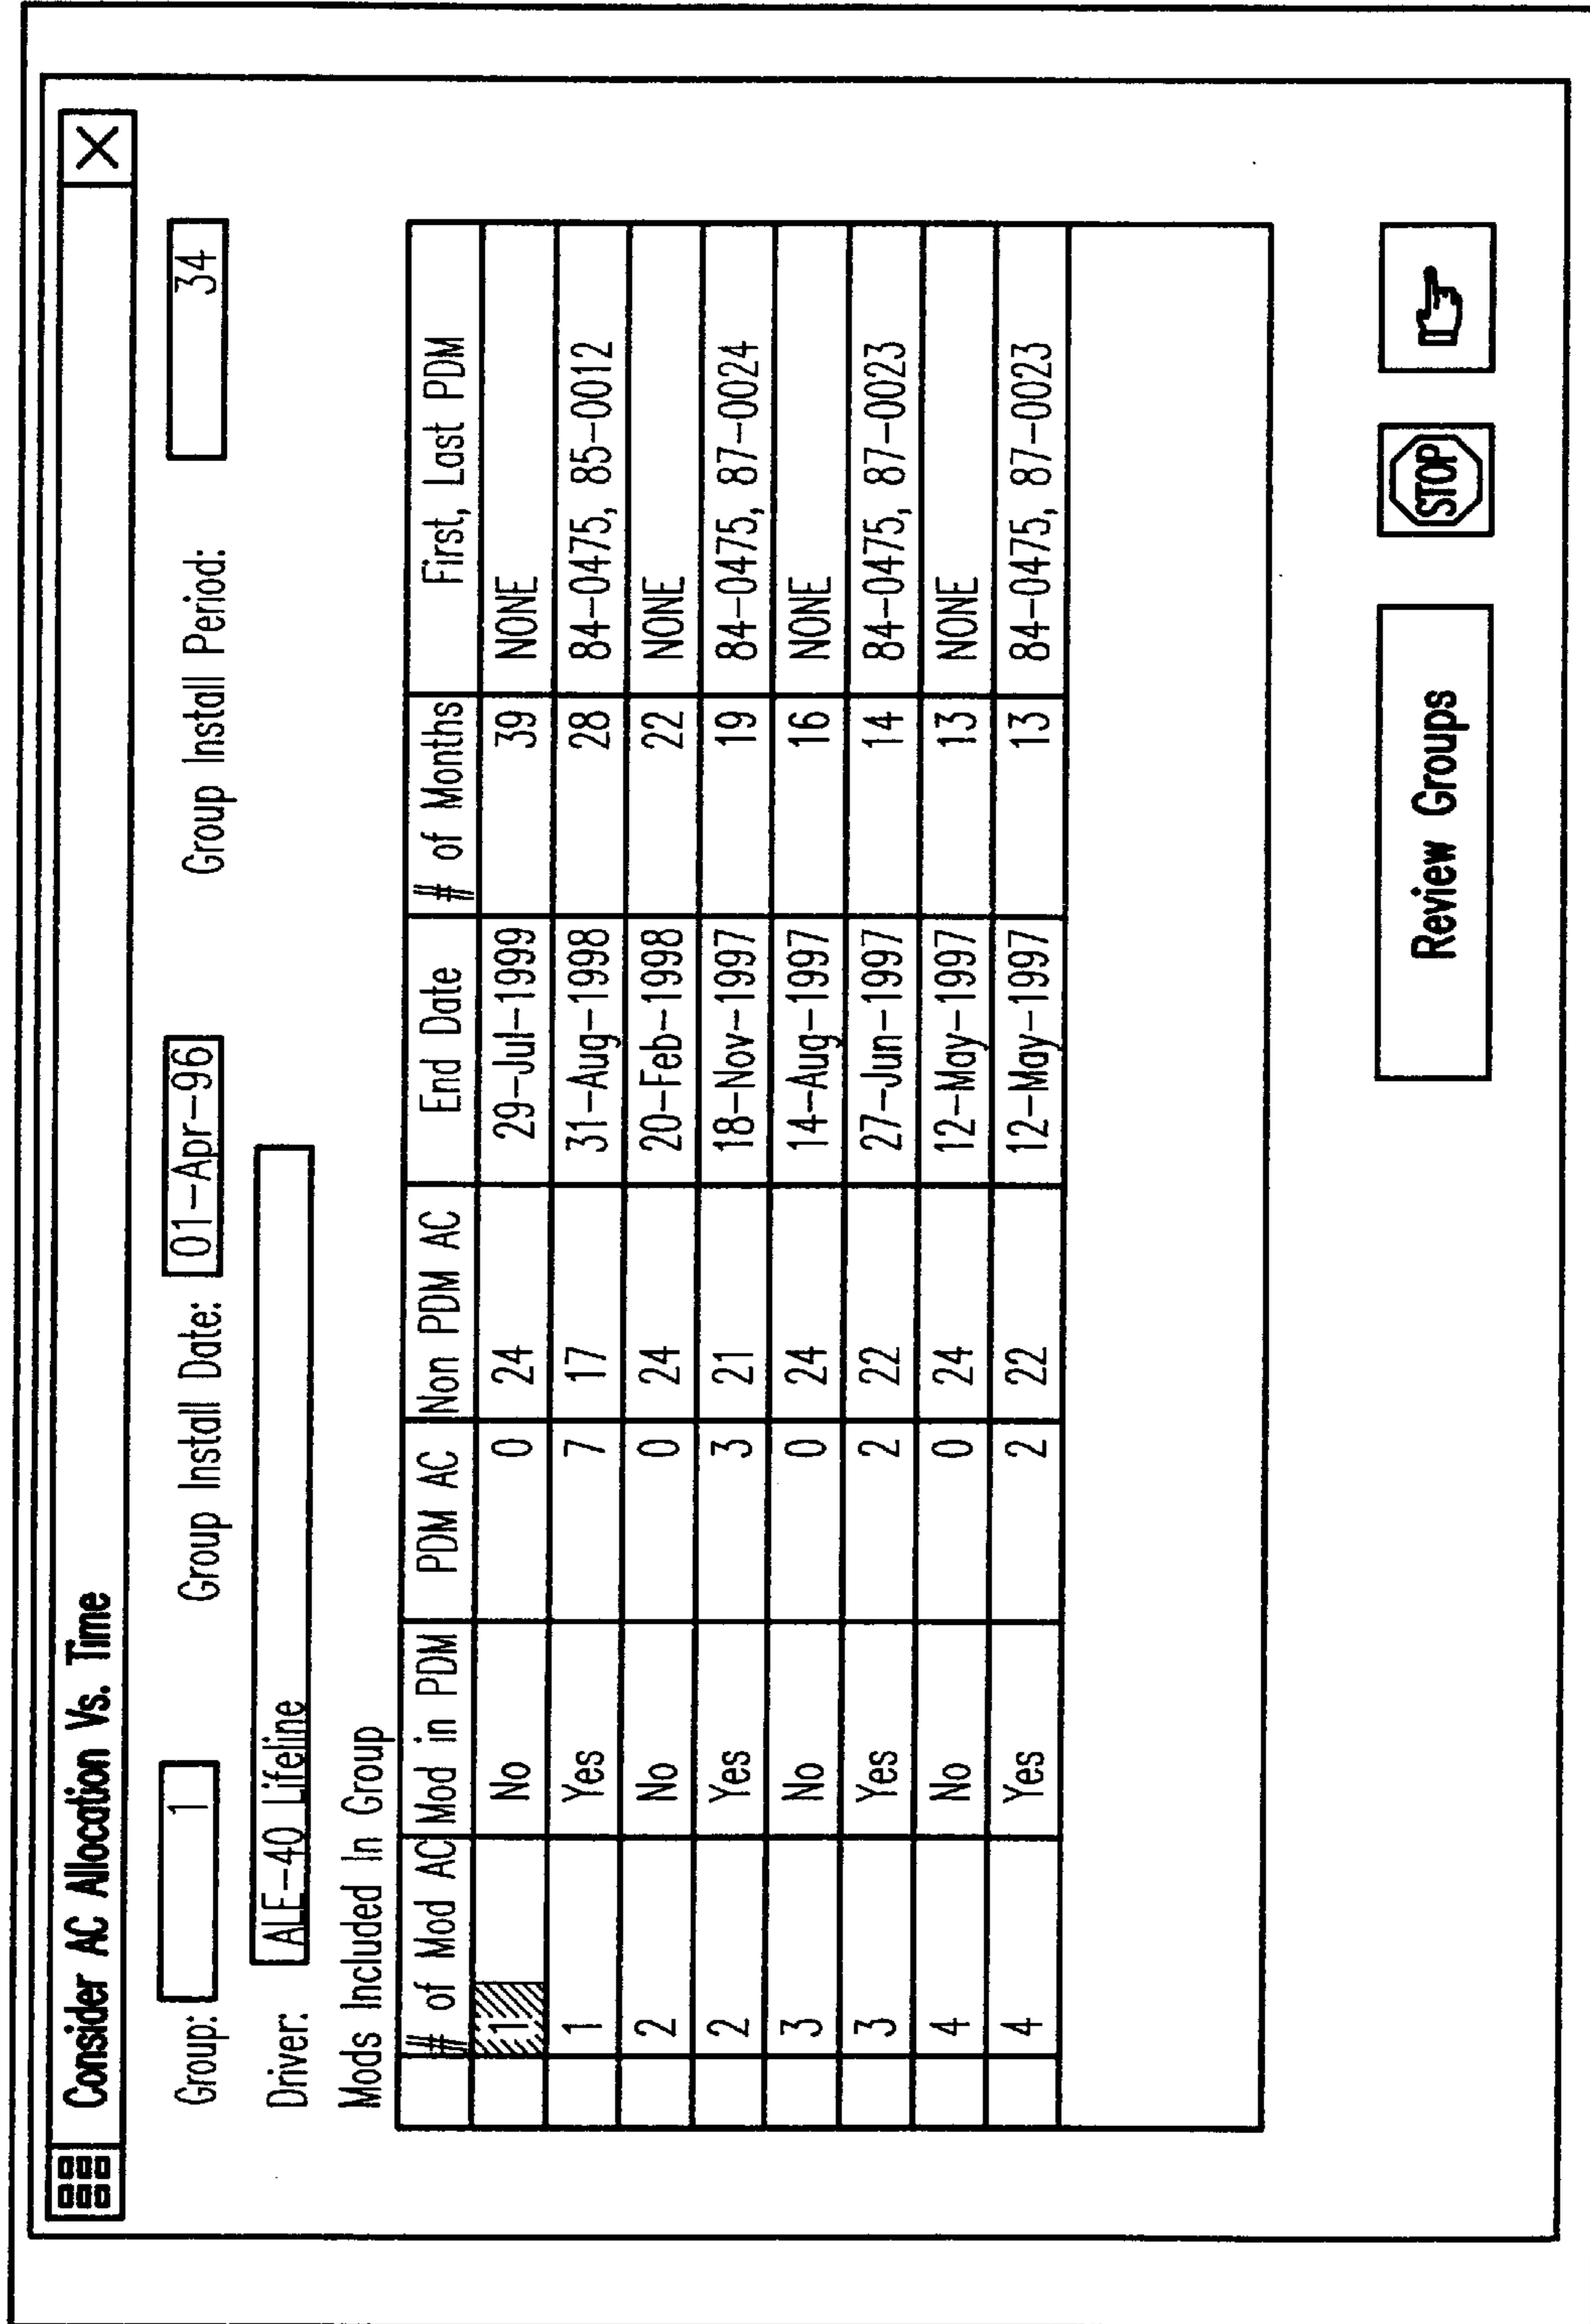 Consider AC Allocation Vs. Time
Group: 1 Group Install Date: 01-Apr-96 Group Install Period: 34
Driver: ALE-40 Lifeline
Mods Included In Group
# of Mod AC Mod in PDM PDM AC Non PDM AC End Date # of Months First, Last PDM
1 No 0 24 29-Jul-1999 39 NONE
1 Yes 7 17 31-Aug-1998 28 84-0475, 85-0012
2 No 0 24 20-Feb-1998 22 NONE
2 Yes 3 21 18-Nov-1997 19 84-0475, 87-0024
3 No 0 24 14-Aug-1997 16 NONE
3 Yes 2 22 27-Jun-1997 14 84-0475, 87-0023
4 No 0 24 12-May-1997 13 NONE
4 Yes 2 22 12-May-1997 13 84-0475, 87-0023
Review Groups STOP